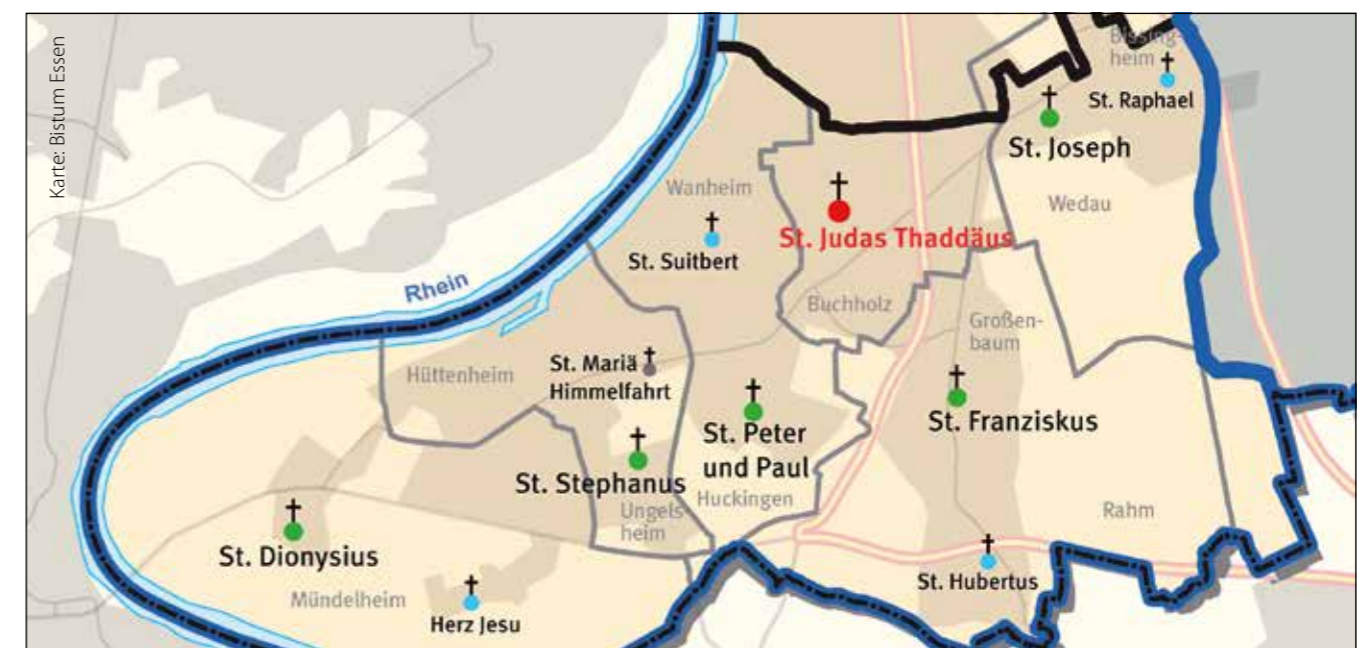 Karte: Bistum Essen
Bissing-
heim
St. Raphael
St. Joseph
Wedau
Wanheim
St. Judas Thaddäus
St. Suitbert
Rhein
Buchholz
Großen-
baum
St. Mariä
Himmelfahrt
Hüttenheim
St. Franziskus
St. Peter
und Paul
St. Stephanus
Huckingen
Ungels-
heim
Rahm
St. Dionysius
St. Hubertus
Mündelheim
Herz Jesu